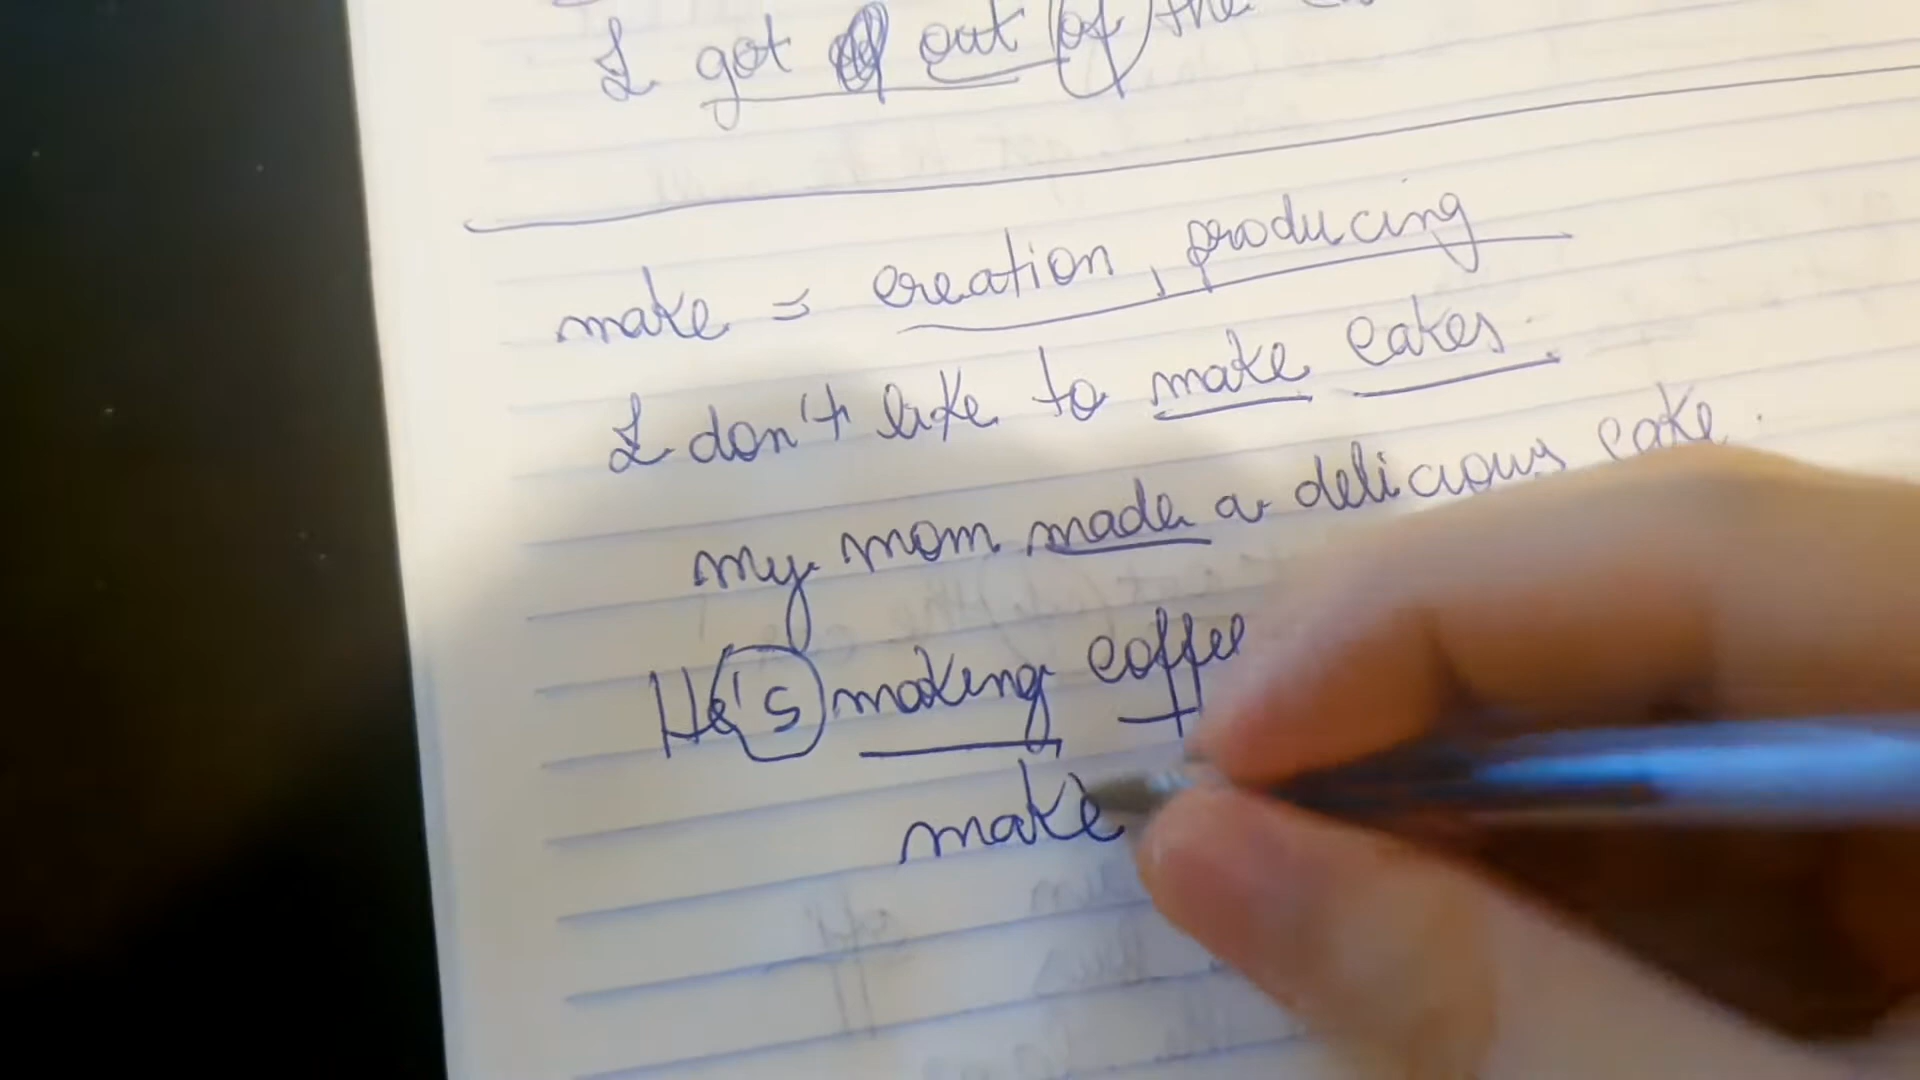 I got out of the
make = creation, producing
I don't like to make cakes.
my mom made a delicious cake.
He's making coffee
make